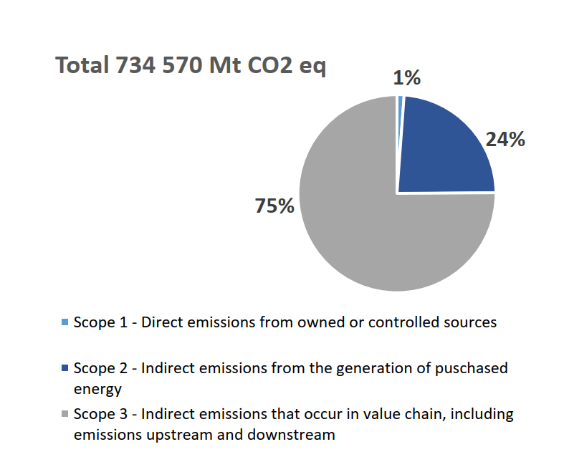 Total 734 570 Mt CO2 eq
1%
24%
75%
Scope 1 - Direct emissions from owned or controlled sources
Scope 2 - Indirect emissions from the generation of puschased
energy
Scope 3 - Indirect emissions that occur in value chain, including
emissions upstream and downstream